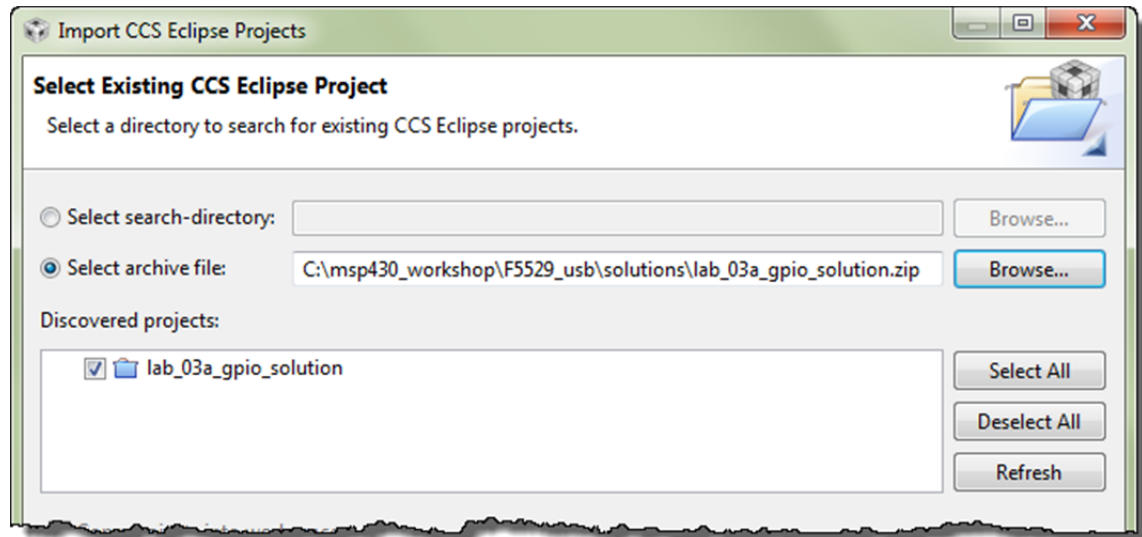 Import CCS Eclipse Projects
Select Existing CCS Eclipse Project
Select a directory to search for existing CCS Eclipse projects.
Select search-directory:
Browse...
Select archive file:
C:\msp430_workshop\F5529_usb\solutions\lab_03a_gpio_solution.zip
Browse...
Discovered projects:
lab_03a_gpio_solution
Select All
Deselect All
Refresh